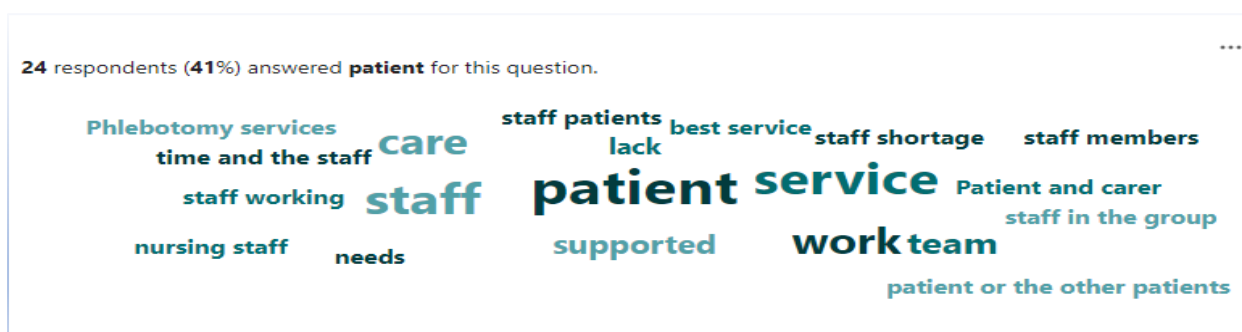 ...
24 respondents (41%) answered patient for this question.
staff patients
Phlebotomy services
best service
care
staff shortage
staff members
lack
time and the staff
patient
service
Patient and carer
staff working
staff
staff in the group
work
team
supported
nursing staff
needs
patient or the other patients